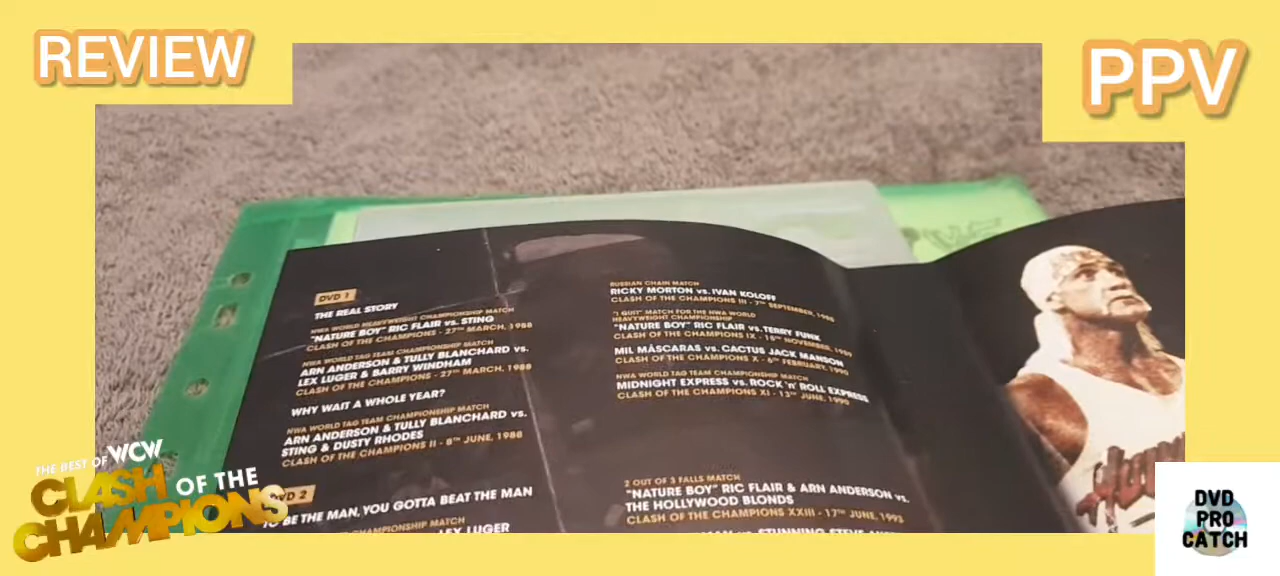 REVIEW
PPV
DVD 1
THE REAL STORY
NWA WORLD HEAVYWEIGHT CHAMPIONSHIP MATCH
"NATURE BOY" RIC FLAIR vs. STING
CLASH OF THE CHAMPIONS - 27TH MARCH, 1988
NWA WORLD TAG TEAM CHAMPIONSHIP MATCH
ARN ANDERSON & TULLY BLANCHARD vs.
LEX LUGER & BARRY WINDHAM
CLASH OF THE CHAMPIONS - 27TH MARCH, 1988
WHY WAIT A WHOLE YEAR?
NWA WORLD TAG TEAM CHAMPIONSHIP MATCH
ARN ANDERSON & TULLY BLANCHARD vs.
STING & DUSTY RHODES
CLASH OF THE CHAMPIONS II - 8TH JUNE, 1988
DVD 2
BE THE MAN, YOU GOTTA BEAT THE MAN
CHAMPIONSHIP MATCH
LEX LUGER
RUSSIAN CHAIN MATCH
RICKY MORTON vs. IVAN KOLOFF
CLASH OF THE CHAMPIONS III - 7TH SEPTEMBER,
"I QUIT" MATCH FOR THE NWA WORLD
HEAVYWEIGHT CHAMPIONSHIP
"NATURE BOY" RIC FLAIR vs. TERRY FUNK
CLASH OF THE CHAMPIONS IX - 15TH NOVEMBER,
MIL MÁSCARAS vs. CACTUS JACK MANSON
CLASH OF THE CHAMPIONS X - 6TH FEBRUARY, 1990
NWA WORLD TAG TEAM CHAMPIONSHIP MATCH
MIDNIGHT EXPRESS vs. ROCK 'n' ROLL EXPRESS
CLASH OF THE CHAMPIONS XI - 13TH JUNE, 1990
2 OUT OF 3 FALLS MATCH
"NATURE BOY" RIC FLAIR & ARN ANDERSON vs.
THE HOLLYWOOD BLONDS
CLASH OF THE CHAMPIONS XXIII - 17TH JUNE, 1993
STUNNING STEVE
THE BEST OF WCW
CLASH OF THE
CHAMPIONS
DVD
PRO
CATCH